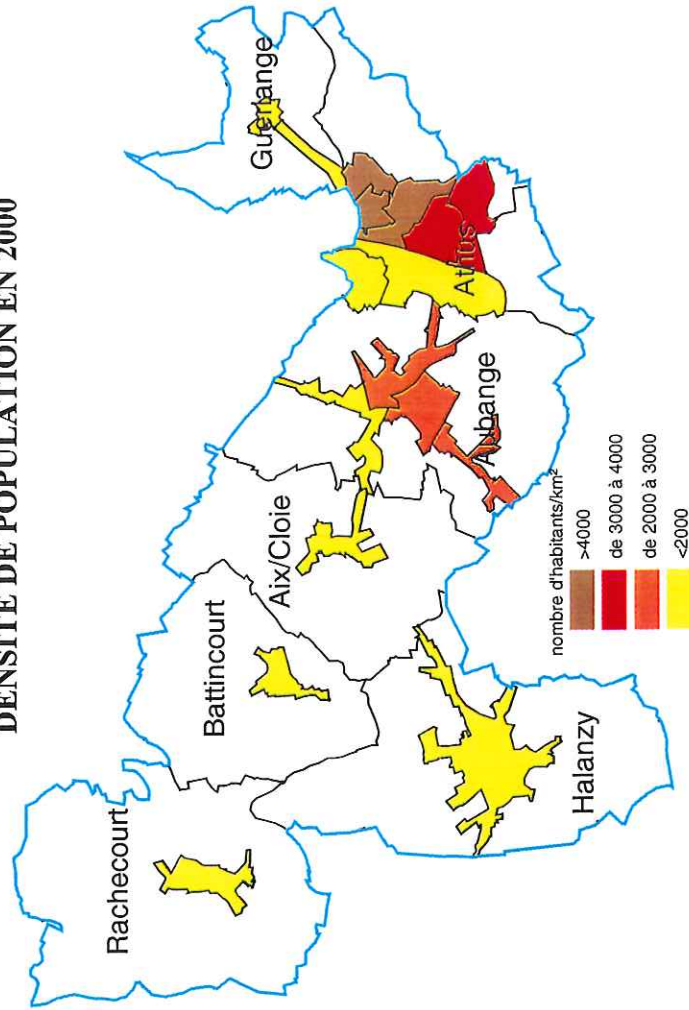 DENSITE DE POPULATION EN 2000
Guerlange
Athus
Aubange
Aix/Cloie
Battincourt
Rachecourt
Halanzy
nombre d'habitants/km²
>4000
de 3000 à 4000
de 2000 à 3000
<2000